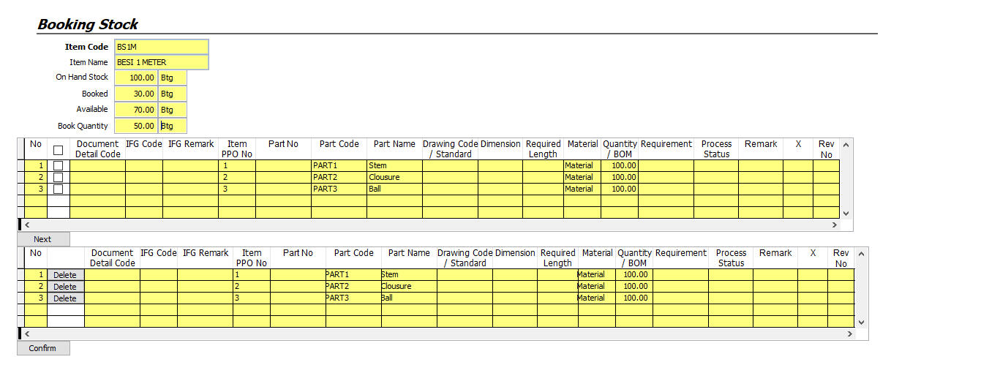 Booking Stock
Item Code BS1M
Item Name BESI 1 METER
On Hand Stock 100.00 Btg
Booked 30.00 Btg
Available 70.00 Btg
Book Quantity 50.00 Btg
No Document IFG Code IFG Remark Item Part No Part Code Part Name Drawing Code Dimension Required Material Quantity Requirement Process Remark X Rev
Detail Code PPO No / Standard Length / BOM Status No
1 1 PART1 Stem Material 100.00
2 2 PART2 Clousure Material 100.00
3 3 PART3 Ball Material 100.00
Next
No Document IFG Code IFG Remark Item Part No Part Code Part Name Drawing Code Dimension Required Material Quantity Requirement Process Remark X Rev
Detail Code PPO No / Standard Length / BOM Status No
1 Delete 1 PART1 Stem Material 100.00
2 Delete 2 PART2 Clousure Material 100.00
3 Delete 3 PART3 Ball Material 100.00
Confirm